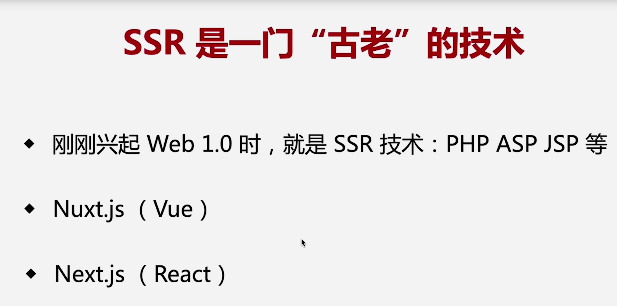 SSR 是一门“古老”的技术
刚刚兴起 Web 1.0 时，就是 SSR 技术：PHP ASP JSP 等
Nuxt.js （Vue）
Next.js （React）